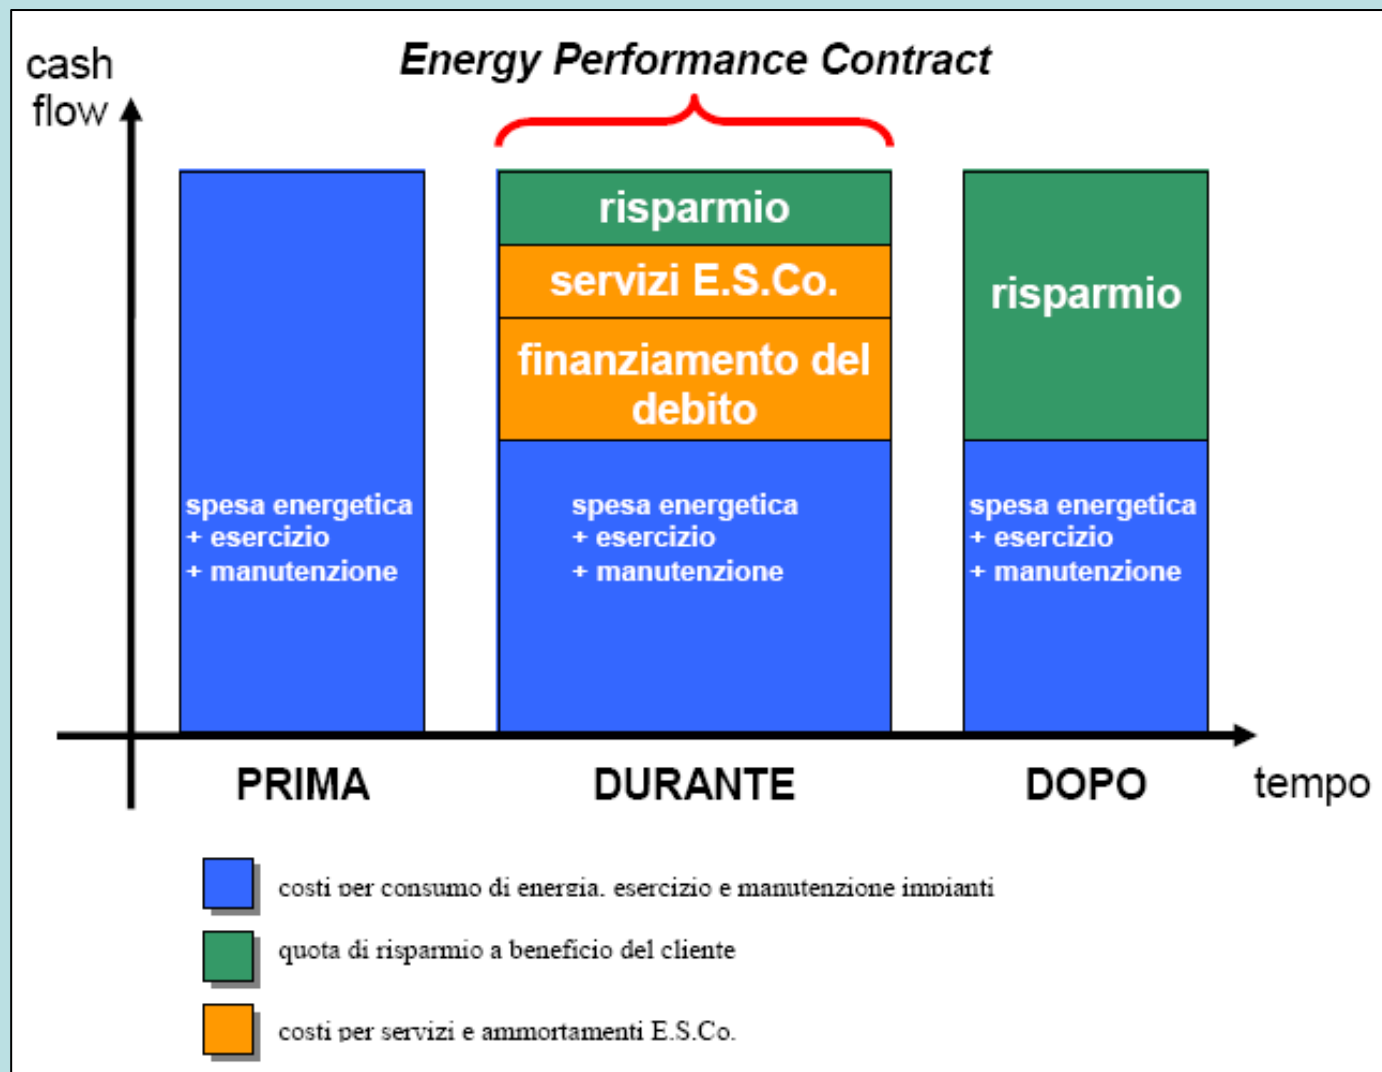 cash
flow
Energy Performance Contract
risparmio
servizi E.S.Co.
finanziamento del
debito
risparmio
spesa energetica
+ esercizio
+ manutenzione
spesa energetica
+ esercizio
+ manutenzione
spesa energetica
+ esercizio
+ manutenzione
PRIMA
DURANTE
DOPO
tempo
costi per consumo di energia, esercizio e manutenzione impianti
quota di risparmio a beneficio del cliente
costi per servizi e ammortamenti E.S.Co.